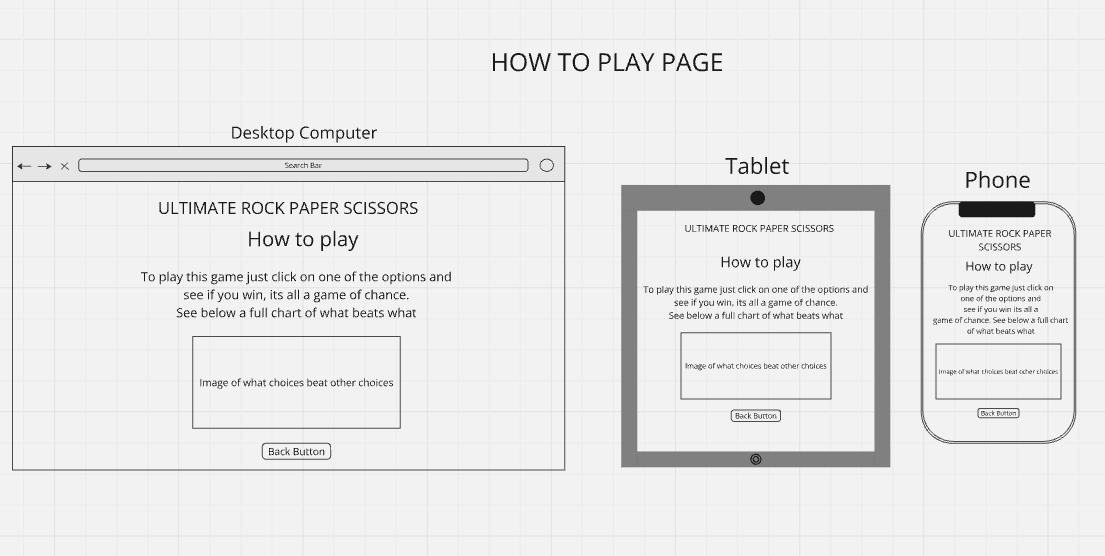 HOW TO PLAY PAGE
Desktop Computer
Search Bar
ULTIMATE ROCK PAPER SCISSORS
How to play
To play this game just click on one of the options and
see if you win, its all a game of chance.
See below a full chart of what beats what
Image of what choices beat other choices
Back Button
Tablet
ULTIMATE ROCK PAPER SCISSORS
How to play
To play this game just click on one of the options and
see if you win, its all a game of chance.
See below a full chart of what beats what
Image of what choices beat other choices
Back Button
Phone
ULTIMATE ROCK PAPER
SCISSORS
How to play
To play this game just click on
one of the options and
see if you win its all a
game of chance. See below a full chart
of what beats what
Image of what choices beat other choices
Back Button